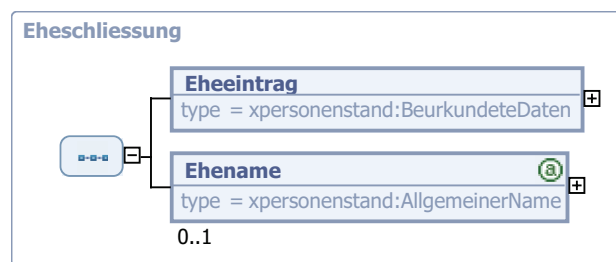 Eheschliessung
Eheeintrag
type = xpersonenstand:BeurkundeteDaten
Ehename
a
type = xpersonenstand:AllgemeinerName
0..1